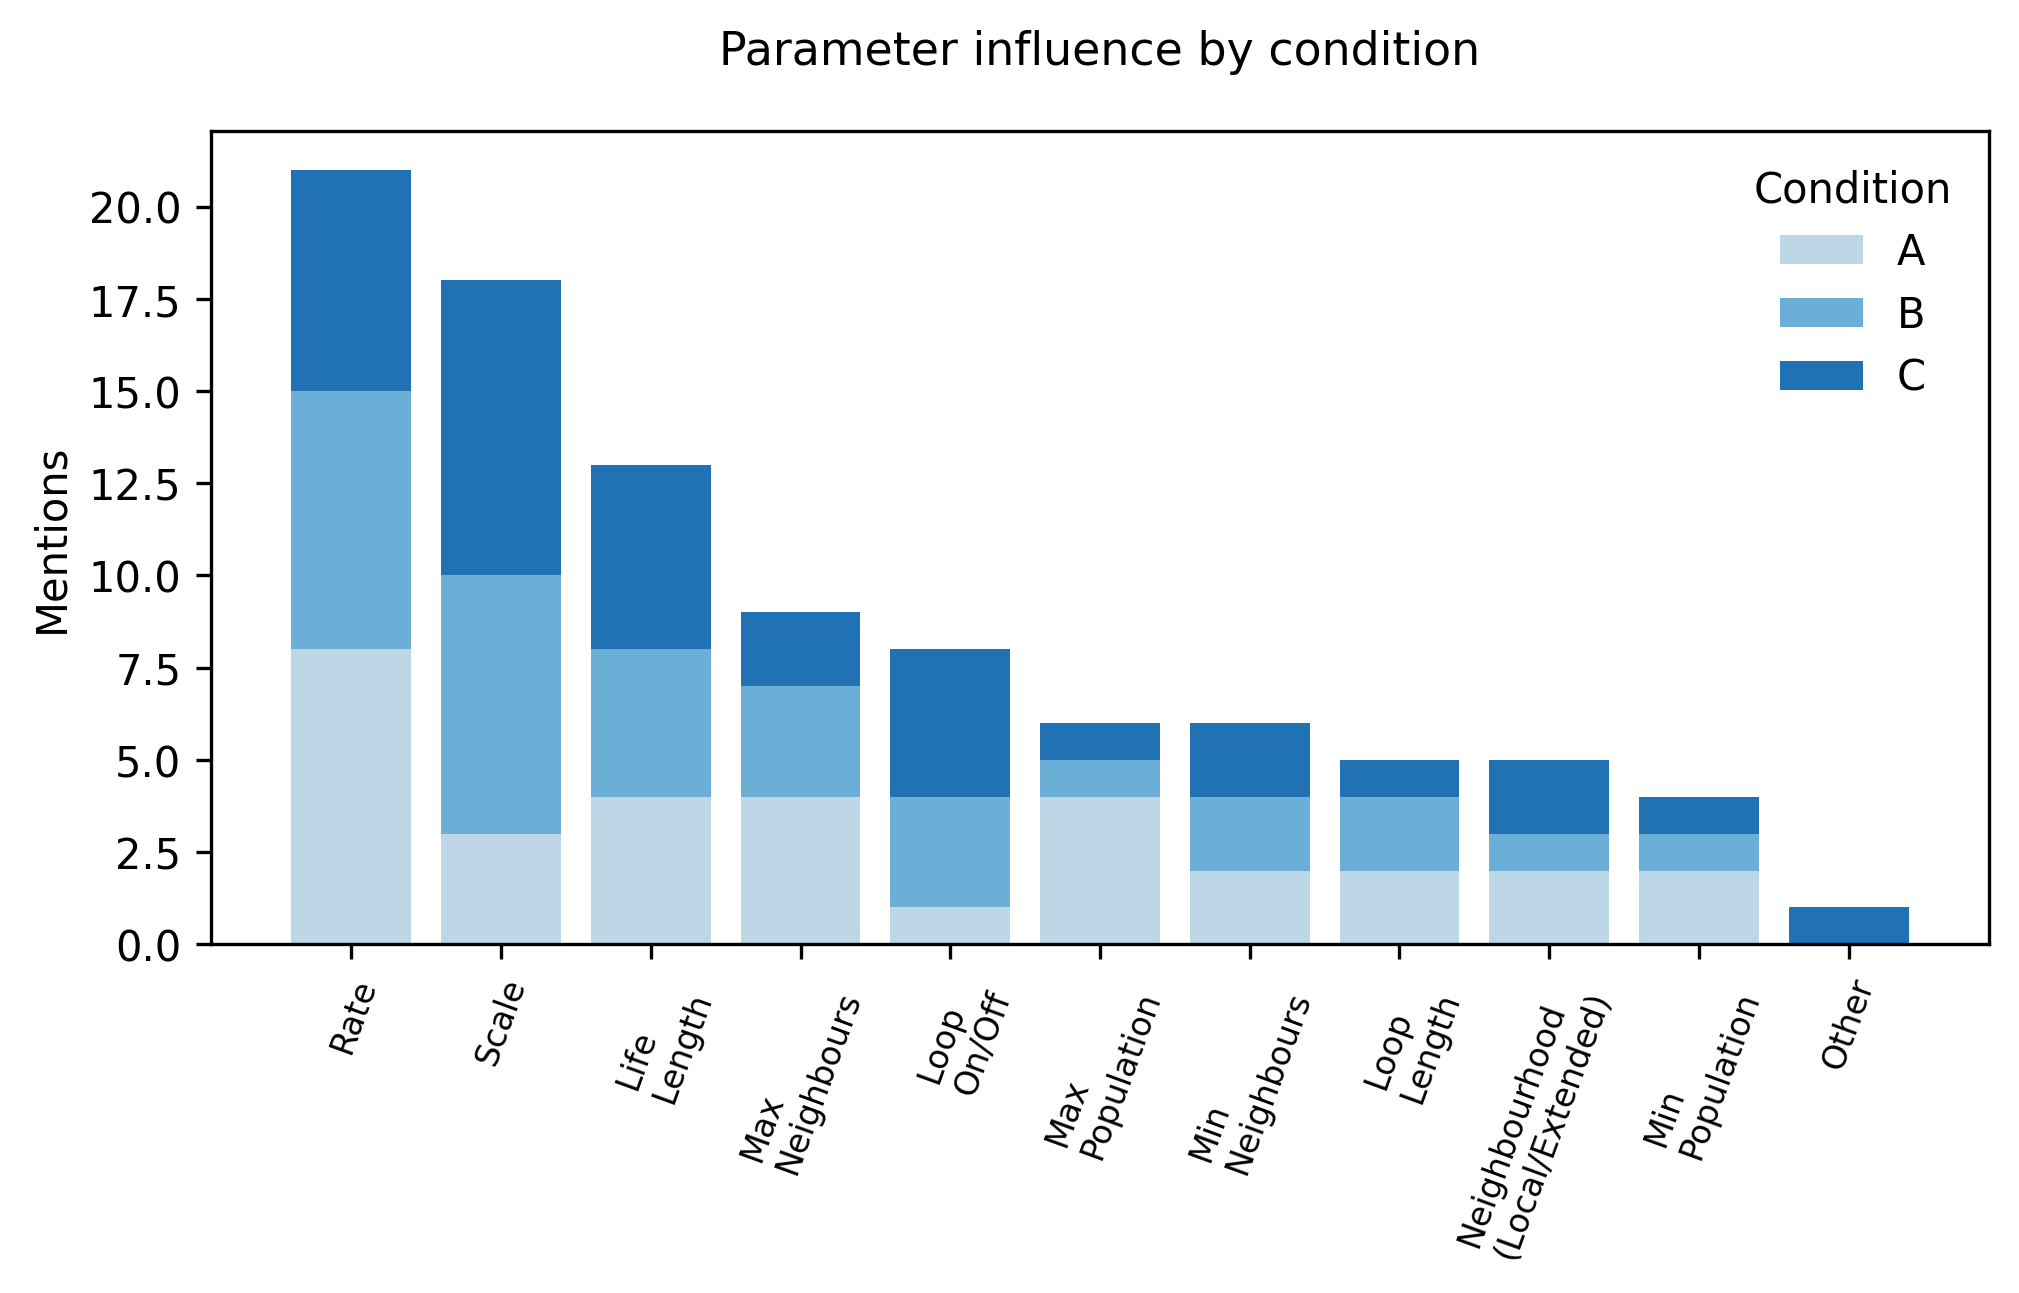 Parameter influence by condition
Mentions
20.0
17.5
15.0
12.5
10.0
7.5
5.0
2.5
0.0
Condition
A
B
C
Rate
Scale
Life
Length
Max
Neighbours
Loop
On/Off
Max
Population
Min
Neighbours
Loop
Length
Neighbourhood
(Local/Extended)
Min
Population
Other